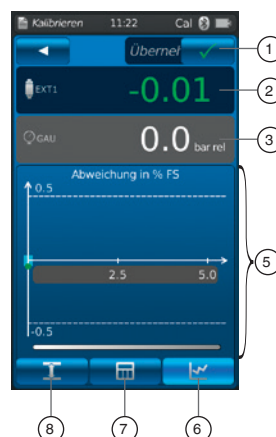 Kalibrieren 11:22 Cal
Übernel
1
EXT1 -0.01
2
GAU 0.0 bar rel
3
Abweichung in % FS
0.5
2.5 5.0
-0.5
5
8 7 6